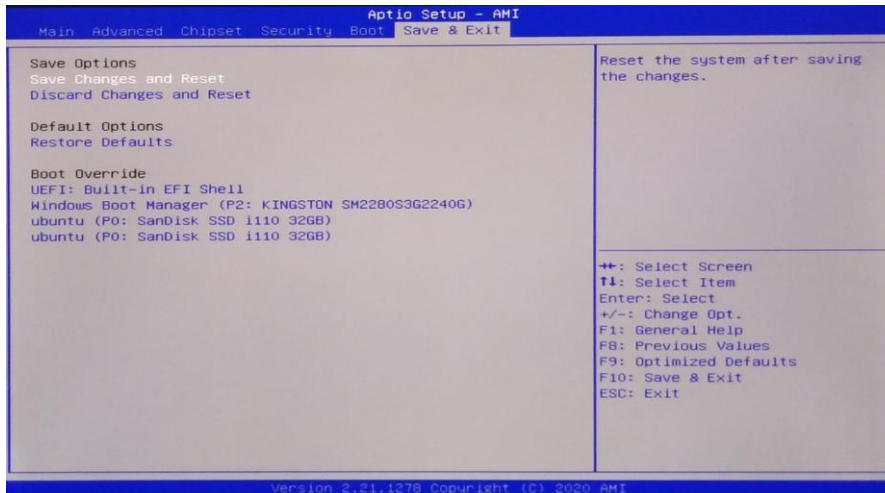 Aptio Setup - AMI
Main Advanced Chipset Security Boot Save & Exit
Save Options
Save Changes and Reset
Discard Changes and Reset
Default Options
Restore Defaults
Boot Override
UEFI: Built-in EFI Shell
Windows Boot Manager (P2: KINGSTON SM2280S3G2240G)
ubuntu (P0: SanDisk SSD i110 32GB)
ubuntu (P0: SanDisk SSD i110 32GB)
Reset the system after saving
the changes.
→←: Select Screen
↑↓: Select Item
Enter: Select
+/-: Change Opt.
F1: General Help
F8: Previous Values
F9: Optimized Defaults
F10: Save & Exit
ESC: Exit
Version 2.21.1278 Copyright (C) 2020 AMI